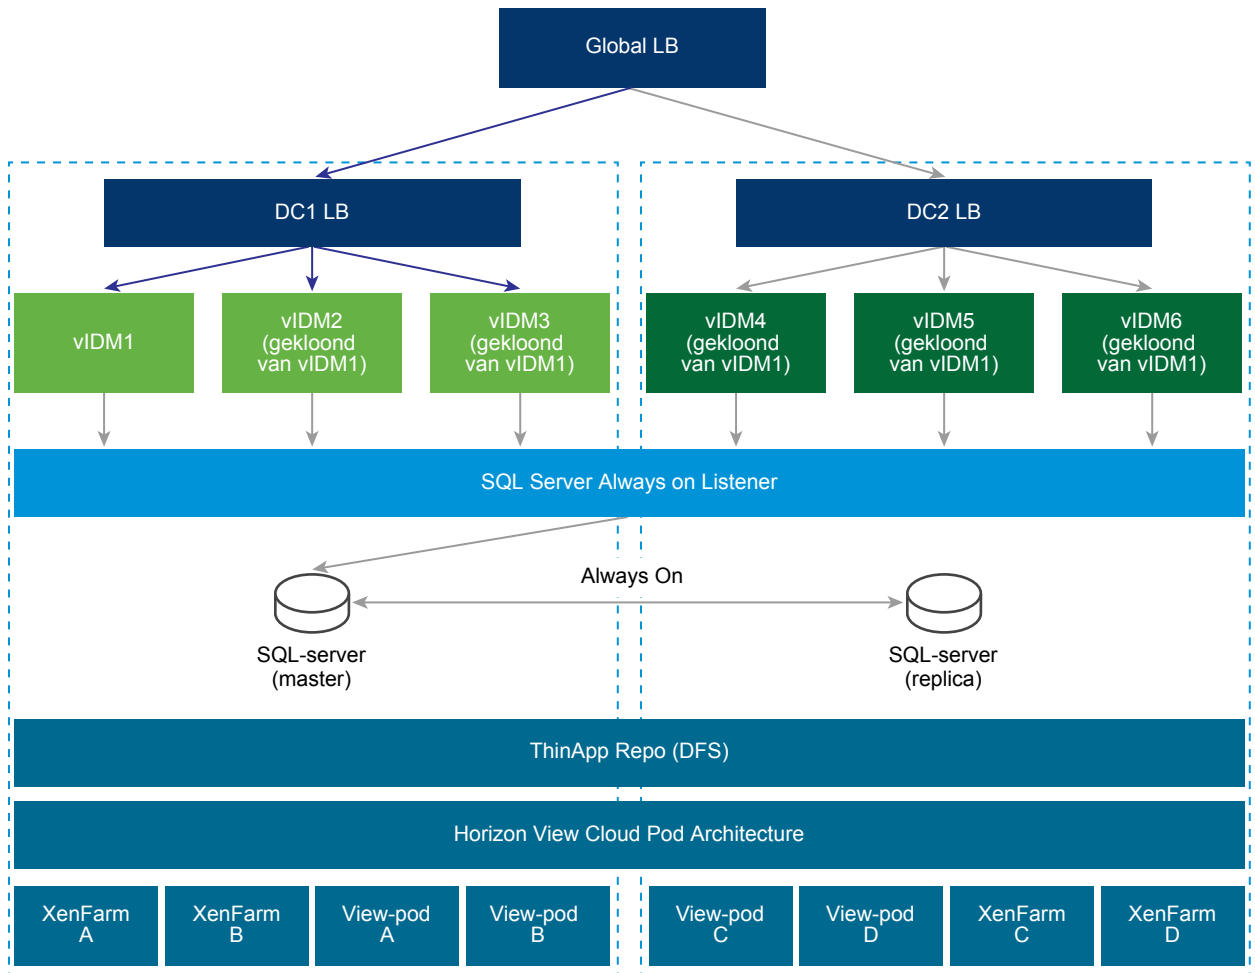 Global LB
DC1 LB
DC2 LB
vIDM1
vIDM2
(gekloond
van vIDM1)
vIDM3
(gekloond
van vIDM1)
vIDM4
(gekloond
van vIDM1)
vIDM5
(gekloond
van vIDM1)
vIDM6
(gekloond
van vIDM1)
SQL Server Always on Listener
Always On
SQL-server
(master)
SQL-server
(replica)
ThinApp Repo (DFS)
Horizon View Cloud Pod Architecture
XenFarm
A
XenFarm
B
View-pod
A
View-pod
B
View-pod
C
View-pod
D
XenFarm
C
XenFarm
D